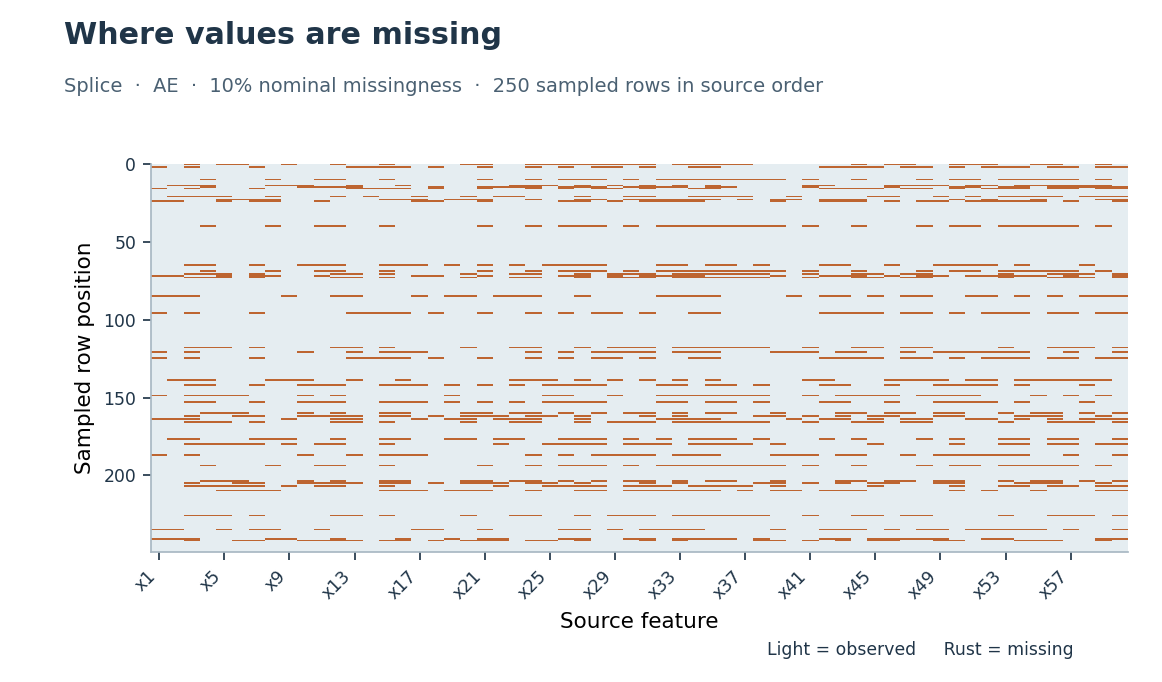 Where values are missing
Splice · AE · 10% nominal missingness · 250 sampled rows in source order
0
50
100
150
200
Sampled row position
x1 x5 x9 x13 x17 x21 x25 x29 x33 x37 x41 x45 x49 x53 x57
Source feature
Light = observed Rust = missing